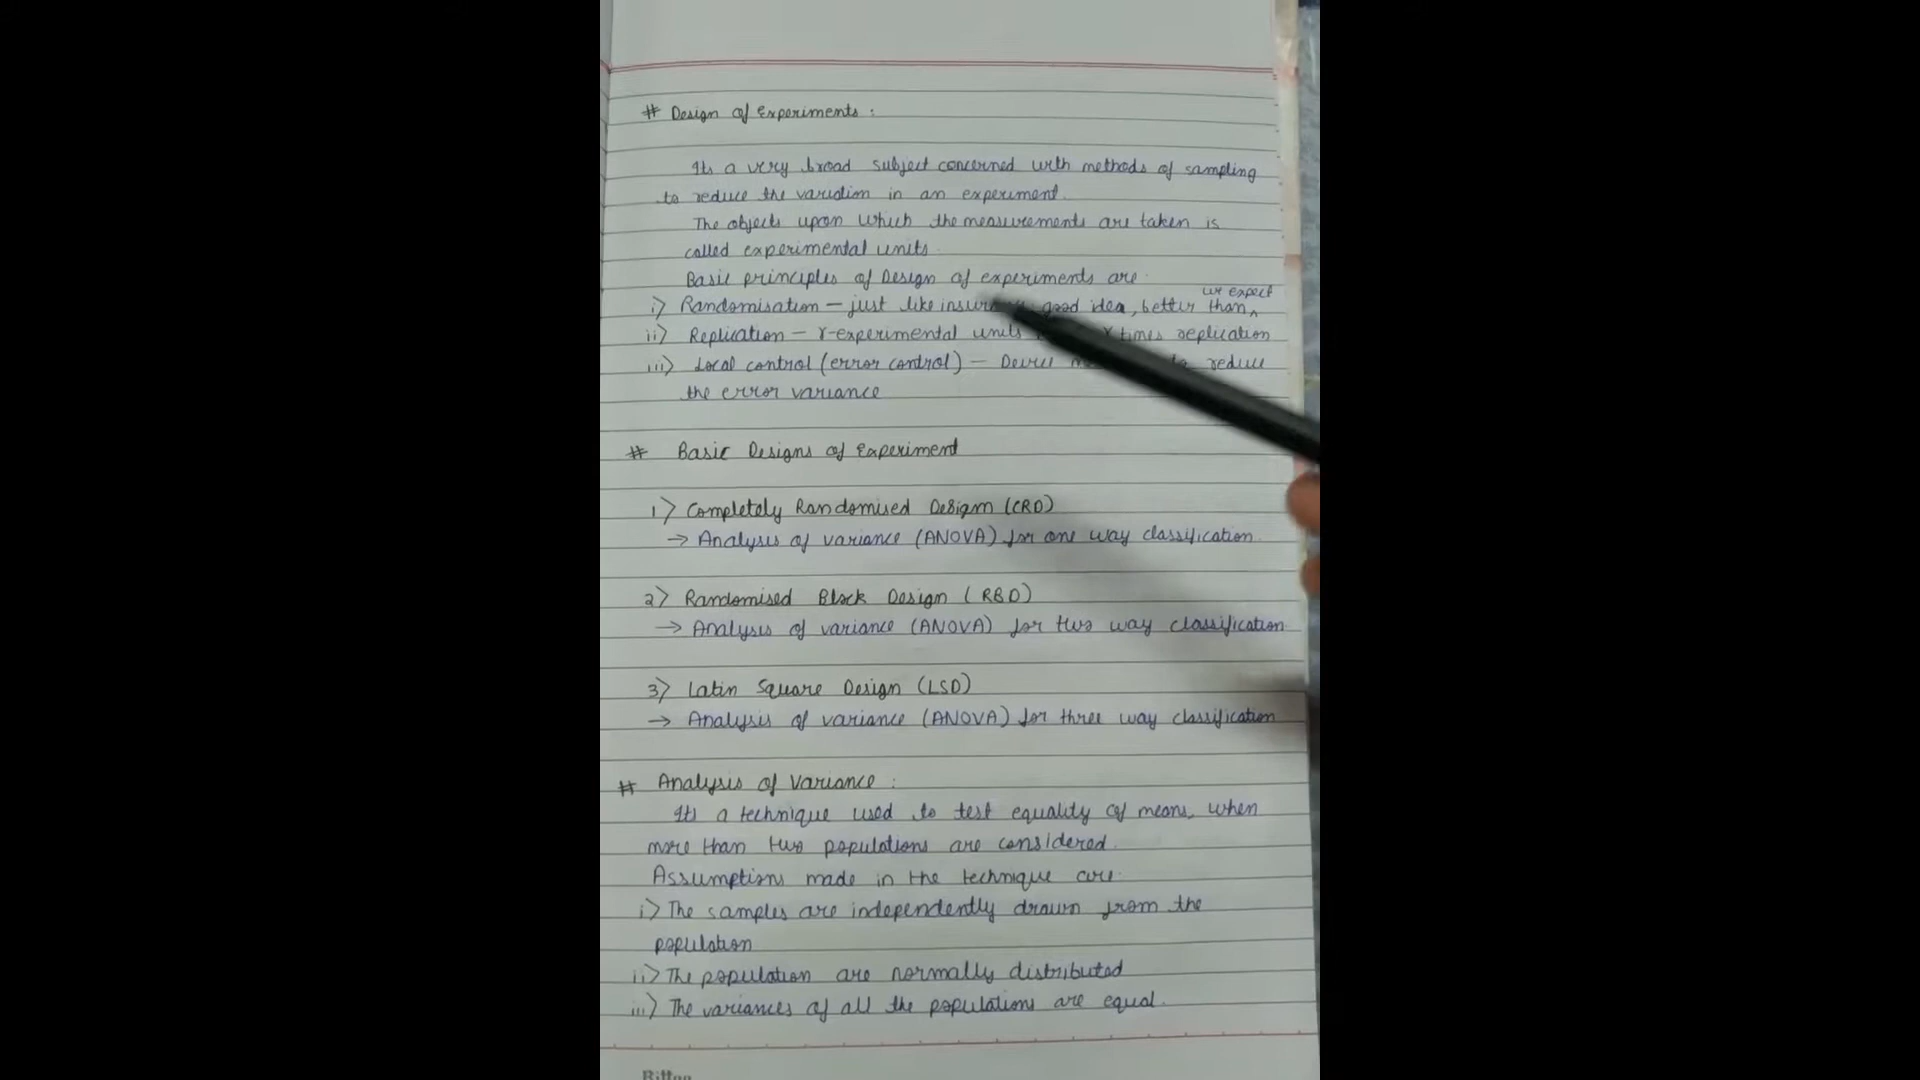 # Design of Experiments :
Its a very broad subject concerned with methods of sampling
to reduce the variation in an experiment.
The objects upon which the measurements are taken is
called experimental units.
Basic principles of Design of experiments are.
we expect
i) Randomisation – just like good idea, better than ^
ii) Replication – r-experimental units r times replication
iii) Local control (error control) – reduce
the error variance
# Basic Designs of Experiment
1) Completely Randomised Design (CRD)
→ Analysis of variance (ANOVA) for one way classification.
2) Randomised Block Design (RBD)
→ Analysis of variance (ANOVA) for two way classification
3) Latin Square Design (LSD)
→ Analysis of variance (ANOVA) for three way classification
# Analysis of Variance :
Its a technique used to test equality of means, when
more than two populations are considered.
Assumptions made in the technique are.
i) The samples are independently drawn from the
population
ii) The population are normally distributed
iii) The variances of all the populations are equal.